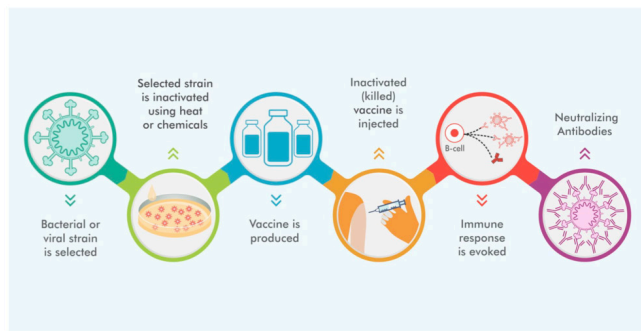 Bacterial or
viral strain
is selected
Selected strain
is inactivated
using heat
or chemicals
Vaccine is
produced
Inactivated
(killed)
vaccine is
injected
B-cell
Immune
response
is evoked
Neutralizing
Antibodies